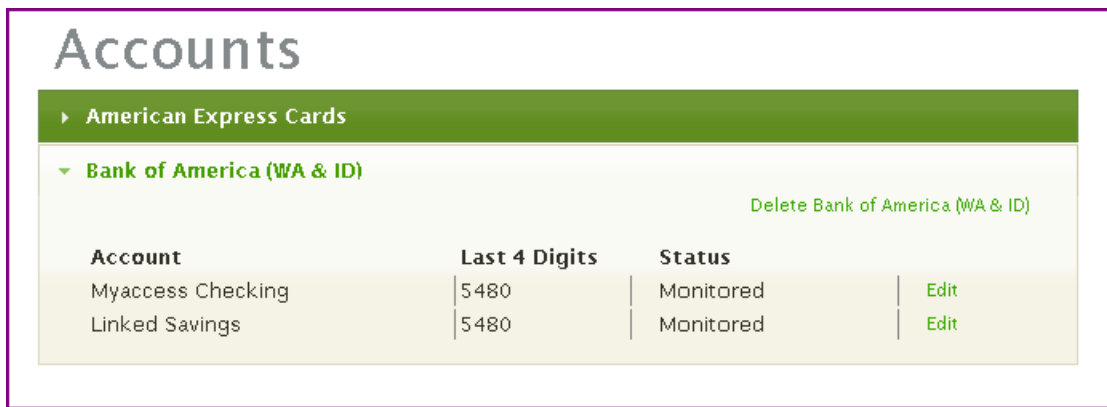 Accounts
American Express Cards
Bank of America (WA & ID)
Delete Bank of America (WA & ID)
Account Last 4 Digits Status
Myaccess Checking 5480 Monitored Edit
Linked Savings 5480 Monitored Edit